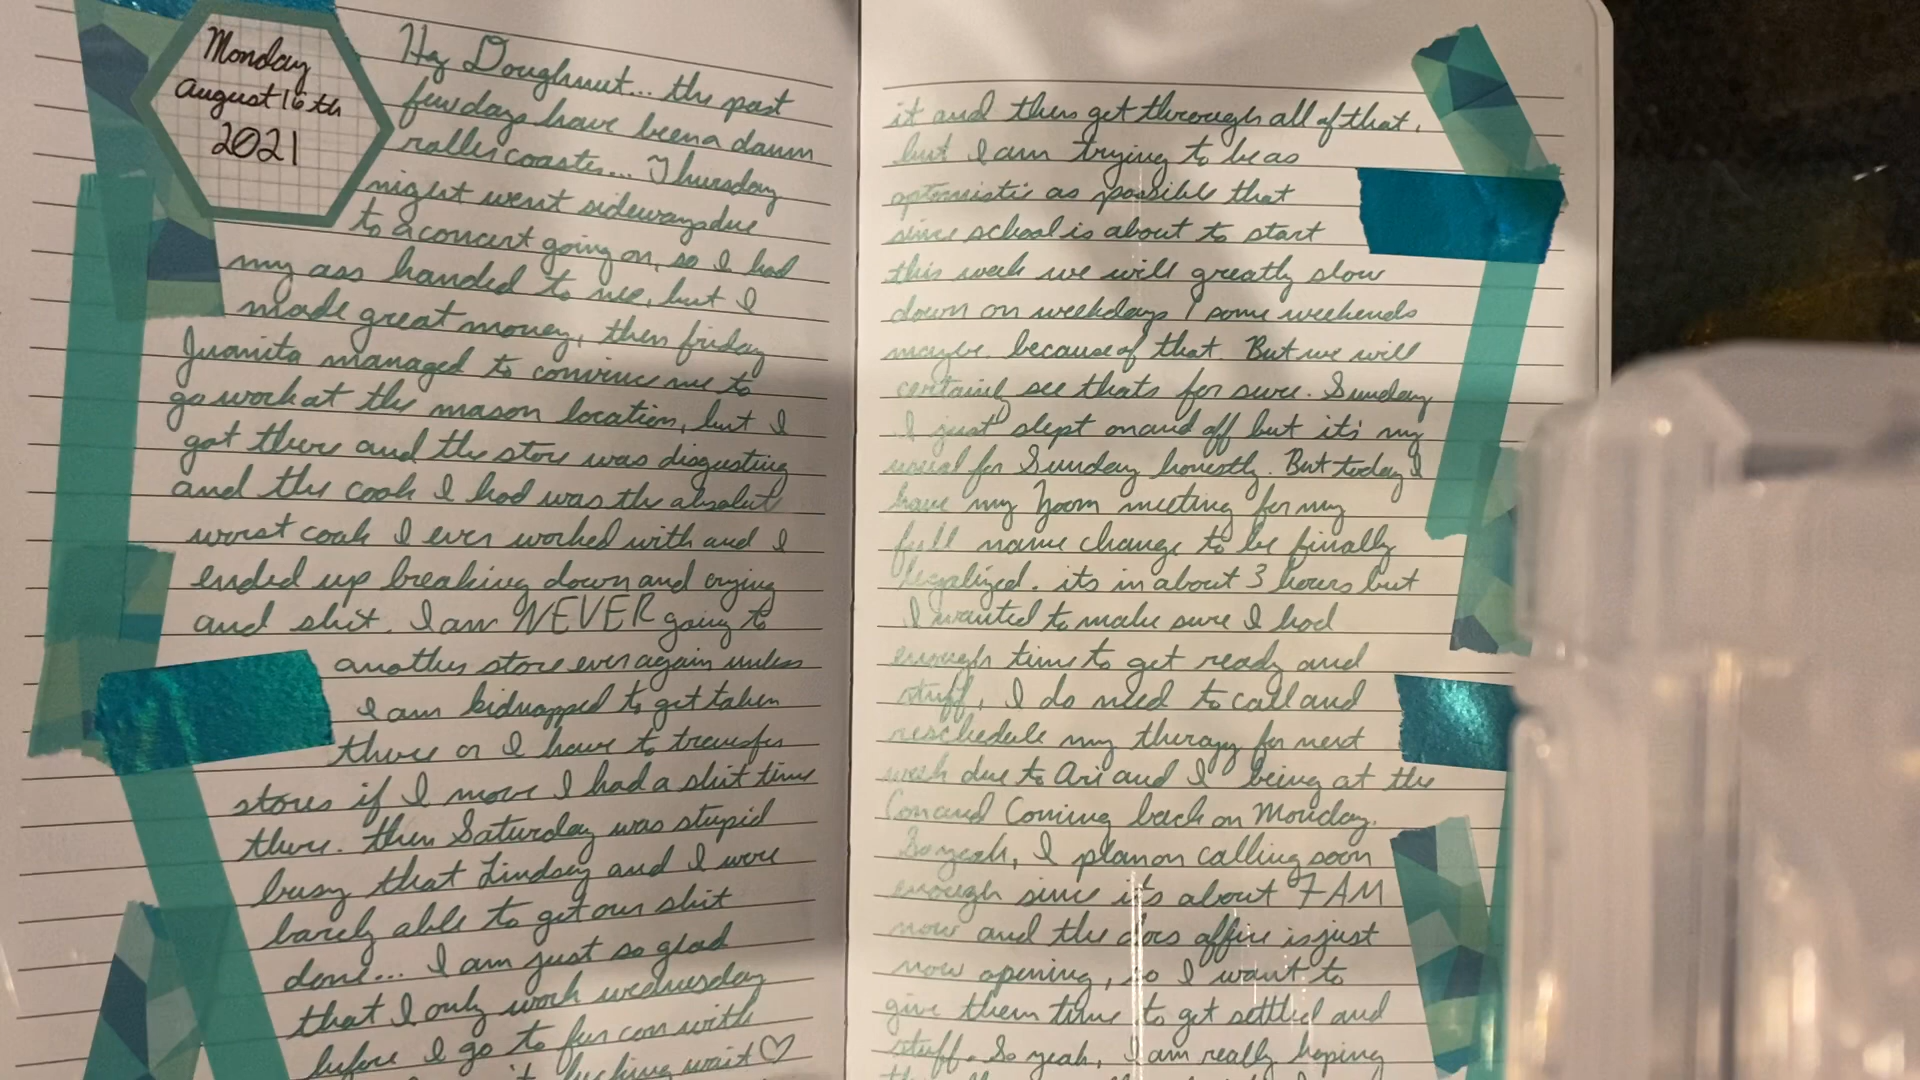 Monday
August 16th
2021
Hey Doughnut... the past
few days have been a damn
roller coaster... Thursday
night went sideways due
to a concert going on, so I had
my ass handed to me, but I
made great money, then friday
Juanita managed to convince me to
go work at the mason location, but I
got there and the store was disgusting
and the cook I had was the absolut
worst cook I ever worked with and I
ended up breaking down and crying
and shit. I am NEVER going to
another store ever again unless
I am kidnapped to get taken
there or I have to transfer
stores if I move I had a shit time
there. then Saturday was stupid
busy that Lindsey and I were
barely able to get our shit
done... I am just so glad
that I only work wednesday
before I go to fur con with
fucking wait ♡
it and then get through all of that,
but I am trying to be as
optomistic as possible that
since school is about to start
this week we will greatly slow
down on weekdays / some weekends
maybe because of that. But we will
certainly see thats for sure. Sunday
I just slept on and off but it's my
usual for Sunday honestly. But today I
have my Zoom meeting for my
full name change to be finally
legalized. its in about 3 hours but
I wanted to make sure I had
enough time to get ready and
stuff, I do need to call and
reschedule my therapy for next
week due to Ari and I being at the
Con and Coming back on Monday.
So yeah, I plan on calling soon
enough since it's about 7 AM
now and the docs office is just
now opening, so I want to
give them time to get settled and
stuff. So yeah, I am really hoping